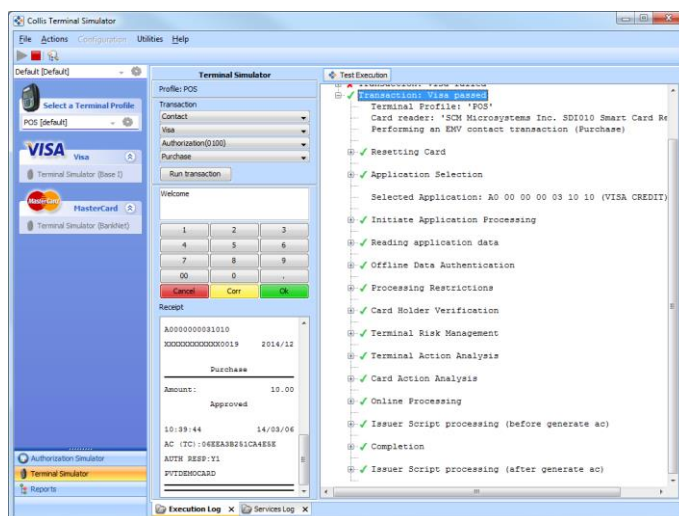 Collis Terminal Simulator
File Actions Configuration Utilities Help
Default [Default]
Select a Terminal Profile
POS [default]
VISA Visa
Terminal Simulator (Base I)
MasterCard MasterCard
Terminal Simulator (BankNet)
Authorization Simulator
Terminal Simulator
Reports
Terminal Simulator
Profile: POS
Transaction
Contact
Visa
Authorization(0100)
Purchase
Run transaction
Welcome
1 2 3
4 5 6
7 8 9
00 0 .
Cancel Corr Ok
Receipt
A0000000031010
XXXXXXXXXXXX0019 2014/12
Purchase
Amount: 10.00
Approved
10:39:44 14/03/06
AC (TC):06EEA3B251CA4E5E
AUTH RESP:Y1
PVTDEMOCARD
Test Execution
Transaction: Visa passed
Transaction: Visa passed
Terminal Profile: 'POS'
Card reader: 'SCM Microsystems Inc. SDI010 Smart Card Re
Performing an EMV contact transaction (Purchase)
Resetting Card
Application Selection
Selected Application: A0 00 00 00 03 10 10 (VISA CREDIT)
Initiate Application Processing
Reading application data
Offline Data Authentication
Processing Restrictions
Card Holder Verification
Terminal Risk Management
Terminal Action Analysis
Card Action Analysis
Online Processing
Issuer Script processing (before generate ac)
Completion
Issuer Script processing (after generate ac)
Execution Log X Services Log X